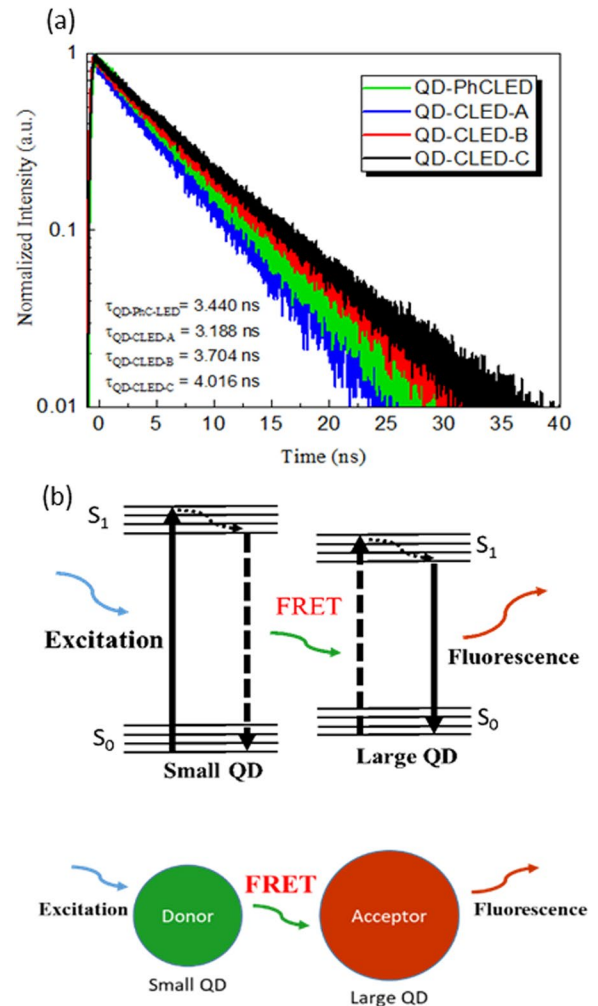 (a)
1
0.1
0.01
Normalized Intensity (a.u.)
QD-PhCLED
QD-CLED-A
QD-CLED-B
QD-CLED-C
τQD-PhC-LED= 3.440 ns
τQD-CLED-A= 3.188 ns
τQD-CLED-B= 3.704 ns
τQD-CLED-C= 4.016 ns
0 5 10 15 20 25 30 35 40
Time (ns)
(b)
S1
S1
FRET
Excitation
Fluorescence
S0
S0
Small QD
Large QD
FRET
Excitation
Donor
Acceptor
Fluorescence
Small QD
Large QD